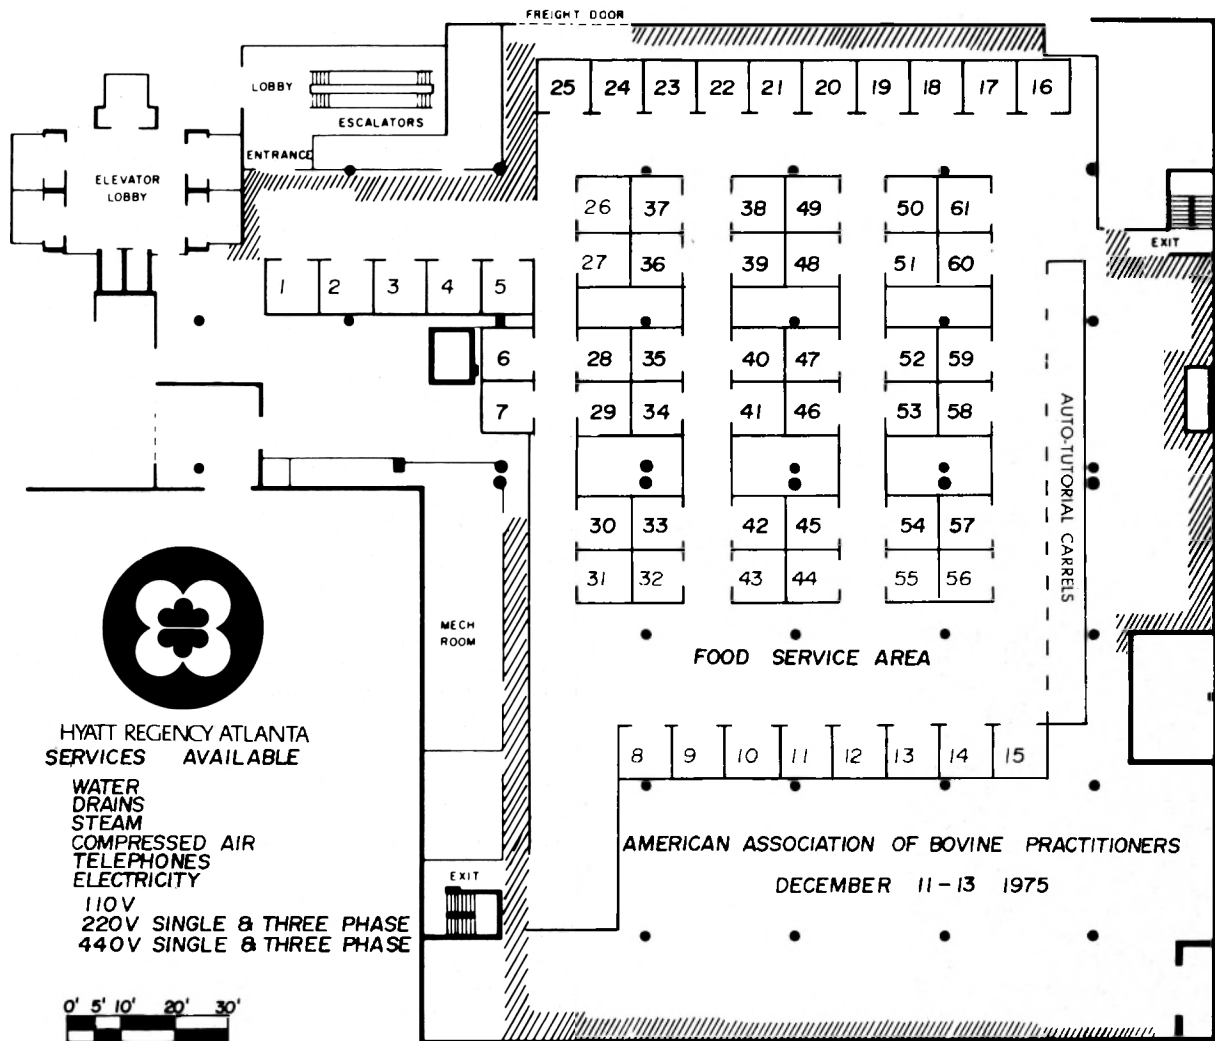 FREIGHT DOOR
LOBBY
ESCALATORS
ENTRANCE
ELEVATOR
LOBBY
25 24 23 22 21 20 19 18 17 16
26 37 38 49 50 61
27 36 39 48 51 60
EXIT
1 2 3 4 5
6
7
28 35 40 47 52 59
29 34 41 46 53 58
30 33 42 45 54 57
31 32 43 44 55 56
AUTO-TUTORIAL CARRELS
MECH
ROOM
FOOD SERVICE AREA
8 9 10 11 12 13 14 15
HYATT REGENCY ATLANTA
SERVICES AVAILABLE
WATER
DRAINS
STEAM
COMPRESSED AIR
TELEPHONES
ELECTRICITY
110V
220V SINGLE & THREE PHASE
440V SINGLE & THREE PHASE
EXIT
AMERICAN ASSOCIATION OF BOVINE PRACTITIONERS
DECEMBER 11-13 1975
0' 5' 10' 20' 30'